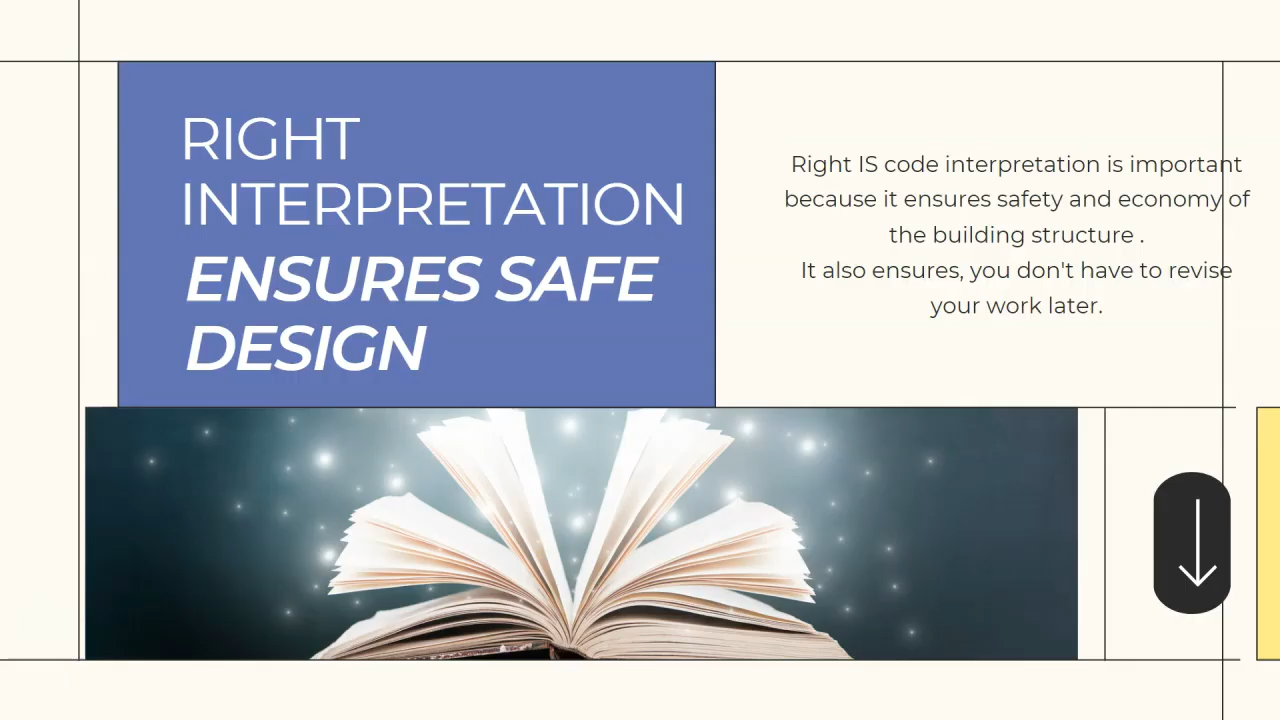 RIGHT
INTERPRETATION
ENSURES SAFE
DESIGN
Right IS code interpretation is important
because it ensures safety and economy of
the building structure .
It also ensures, you don't have to revise
your work later.